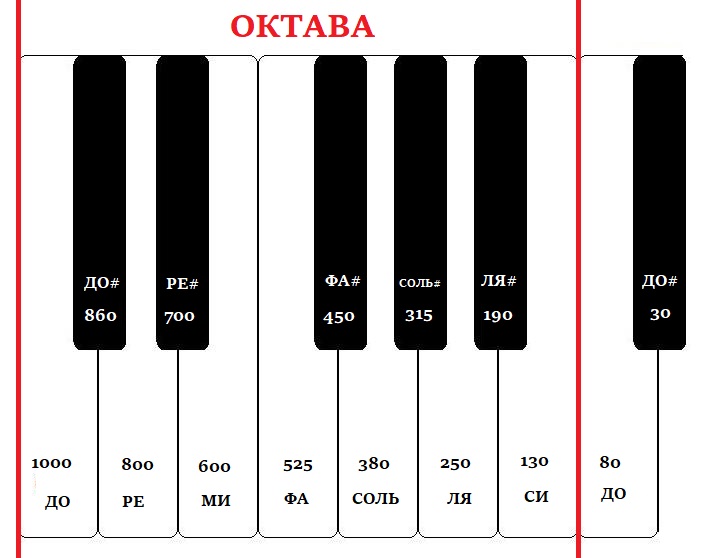 ОКТАВА
ДО#
860
РЕ#
700
ФА#
450
СОЛЬ#
315
ЛЯ#
190
ДО#
30
1000
ДО
800
РЕ
600
МИ
525
ФА
380
СОЛЬ
250
ЛЯ
130
СИ
80
ДО